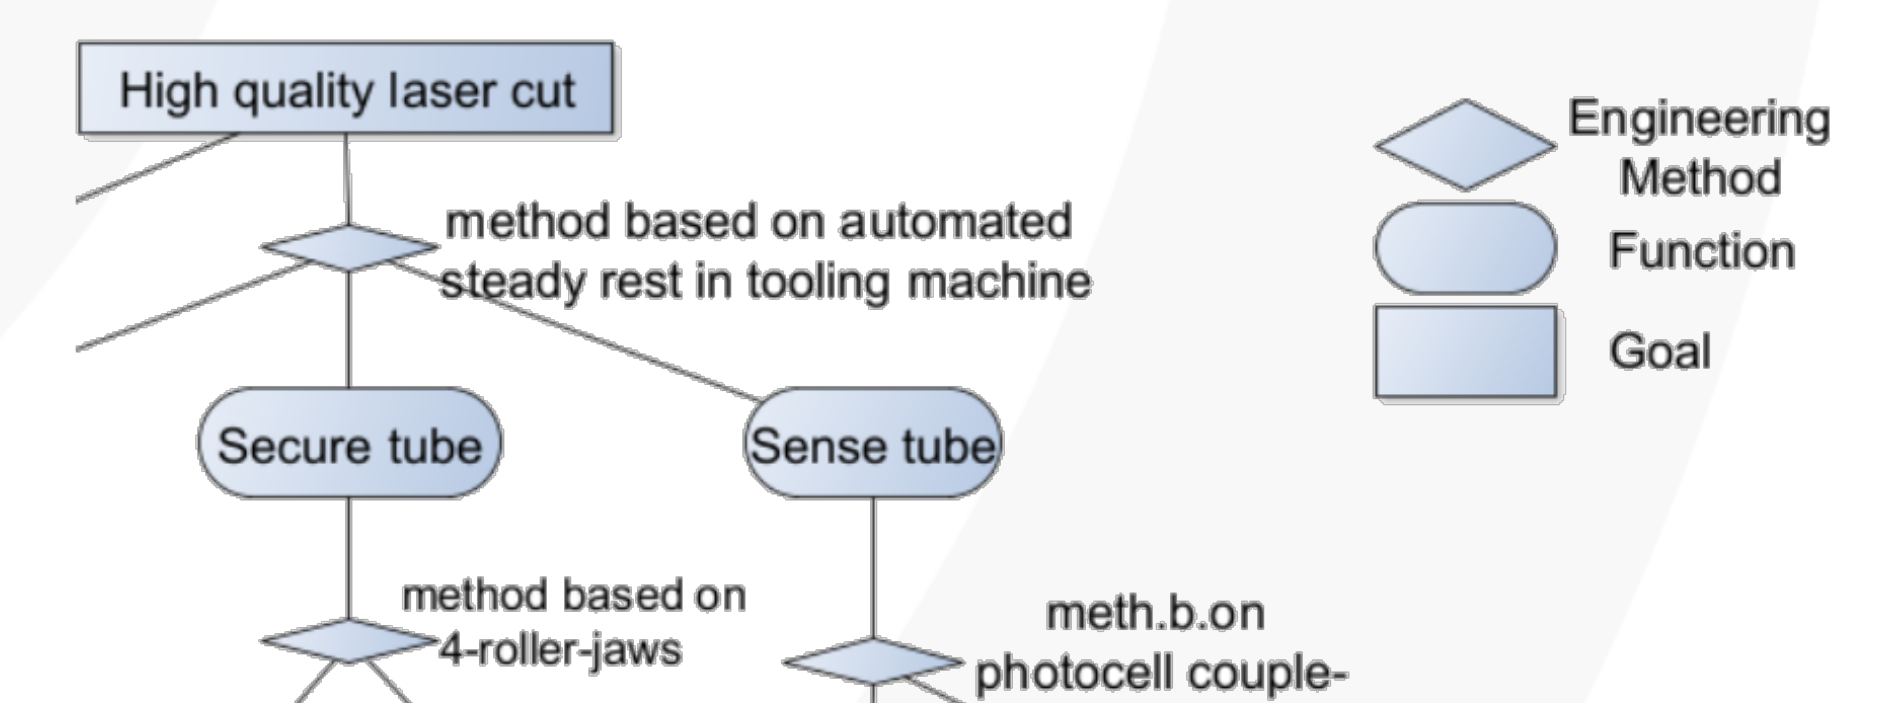 High quality laser cut
method based on automated
steady rest in tooling machine
Secure tube
Sense tube
method based on
4-roller-jaws
meth.b.on
photocell couple-
Engineering
Method
Function
Goal